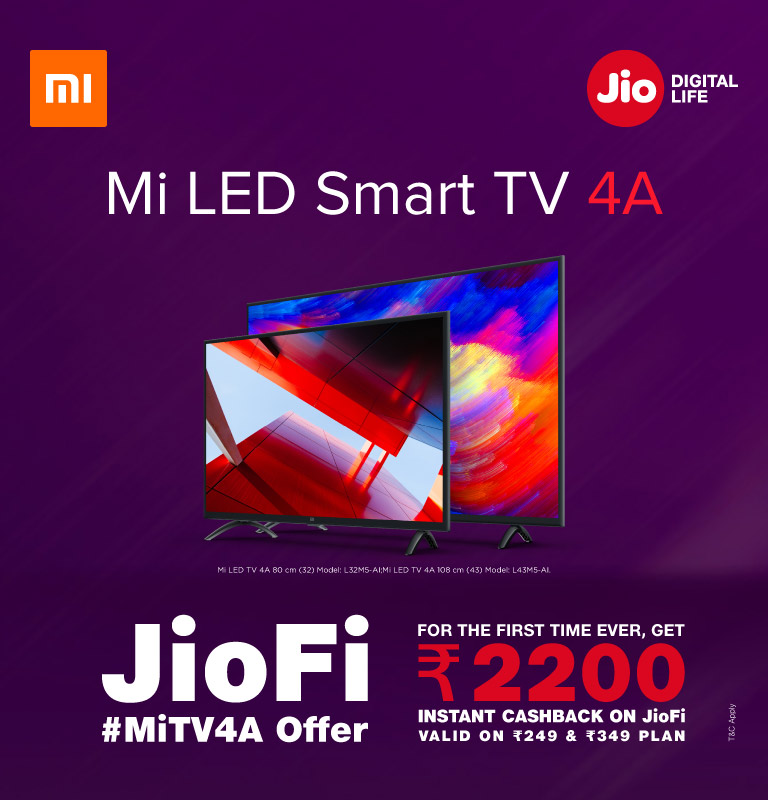 mi
Jio DIGITAL
LIFE
Mi LED Smart TV 4A
Mi LED TV 4A 80 cm (32) Model: L32M5-AI;Mi LED TV 4A 108 cm (43) Model: L43M5-AI.
JioFi
#MiTV4A Offer
FOR THE FIRST TIME EVER, GET
₹2200
INSTANT CASHBACK ON JioFi
VALID ON ₹249 & ₹349 PLAN
T&C Apply